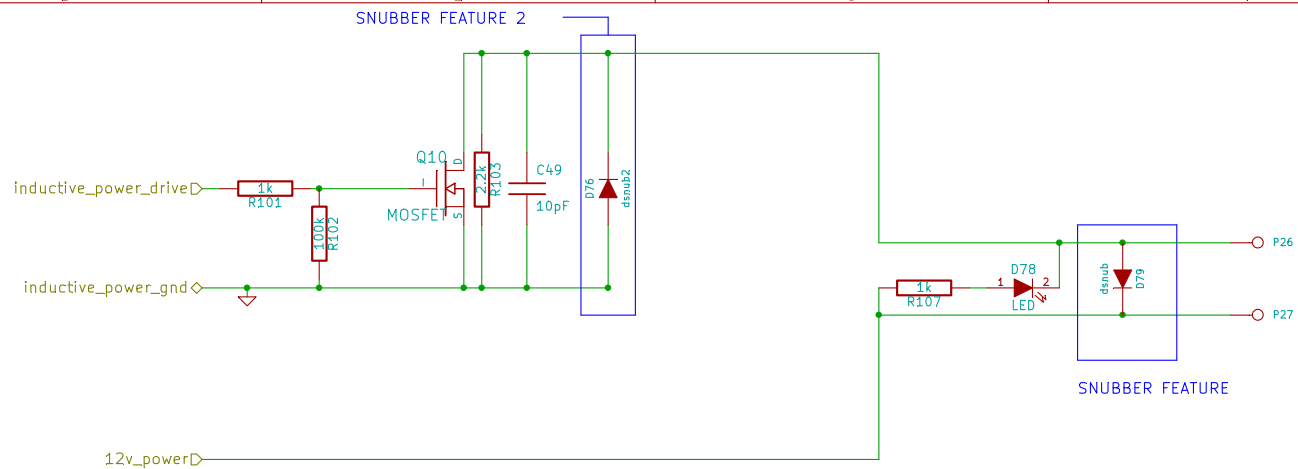 SNUBBER FEATURE 2
Q10
D
I
S
MOSFET
2.2k
R103
C49
10pF
D76
dsnub2
inductive_power_drive
1k
R101
100k
R102
inductive_power_gnd
P26
D78
1
2
LED
1k
R107
dsnub
D79
P27
SNUBBER FEATURE
12v_power